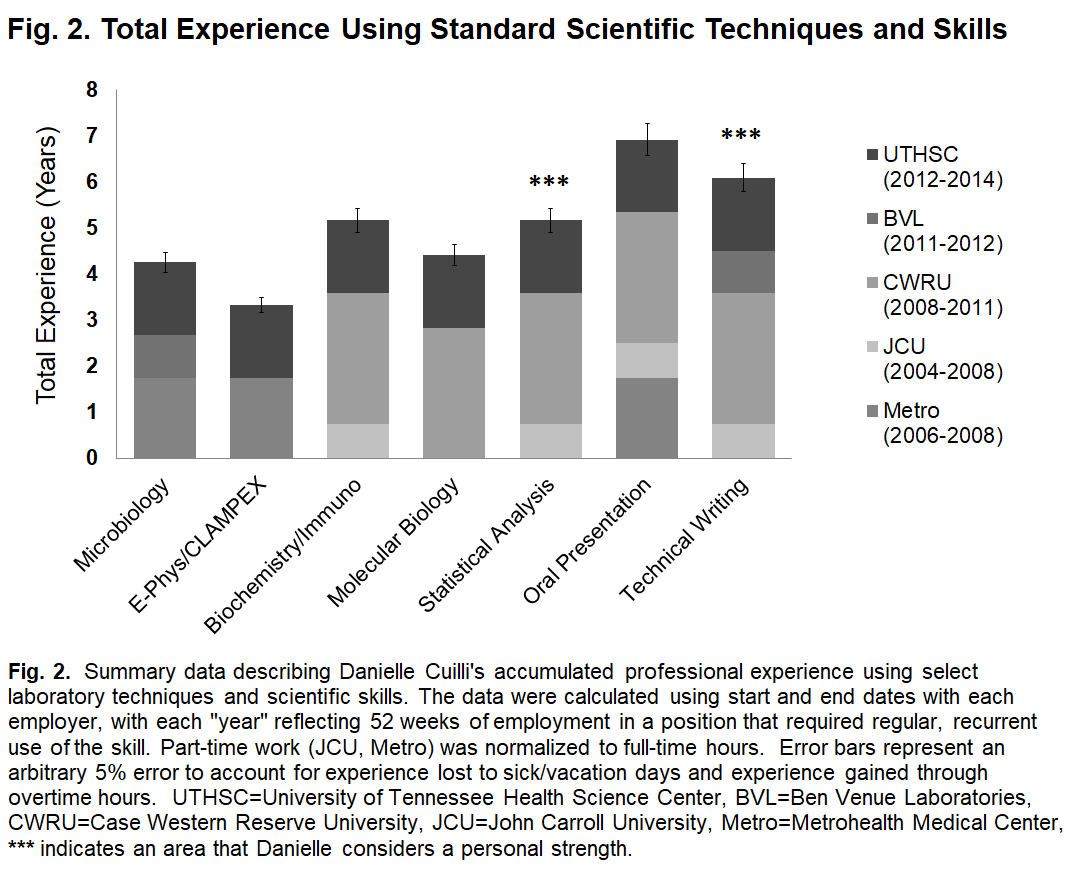 Fig. 2. Total Experience Using Standard Scientific Techniques and Skills
8
7
6
5
4
3
2
1
0
Total Experience (Years)
***
***
Microbiology
E-Phys/CLAMPEX
Biochemistry/Immuno
Molecular Biology
Statistical Analysis
Oral Presentation
Technical Writing
UTHSC
(2012-2014)
BVL
(2011-2012)
CWRU
(2008-2011)
JCU
(2004-2008)
Metro
(2006-2008)
Fig. 2. Summary data describing Danielle Cuilli's accumulated professional experience using select
laboratory techniques and scientific skills. The data were calculated using start and end dates with each
employer, with each "year" reflecting 52 weeks of employment in a position that required regular, recurrent
use of the skill. Part-time work (JCU, Metro) was normalized to full-time hours. Error bars represent an
arbitrary 5% error to account for experience lost to sick/vacation days and experience gained through
overtime hours. UTHSC=University of Tennessee Health Science Center, BVL=Ben Venue Laboratories,
CWRU=Case Western Reserve University, JCU=John Carroll University, Metro=Metrohealth Medical Center,
*** indicates an area that Danielle considers a personal strength.